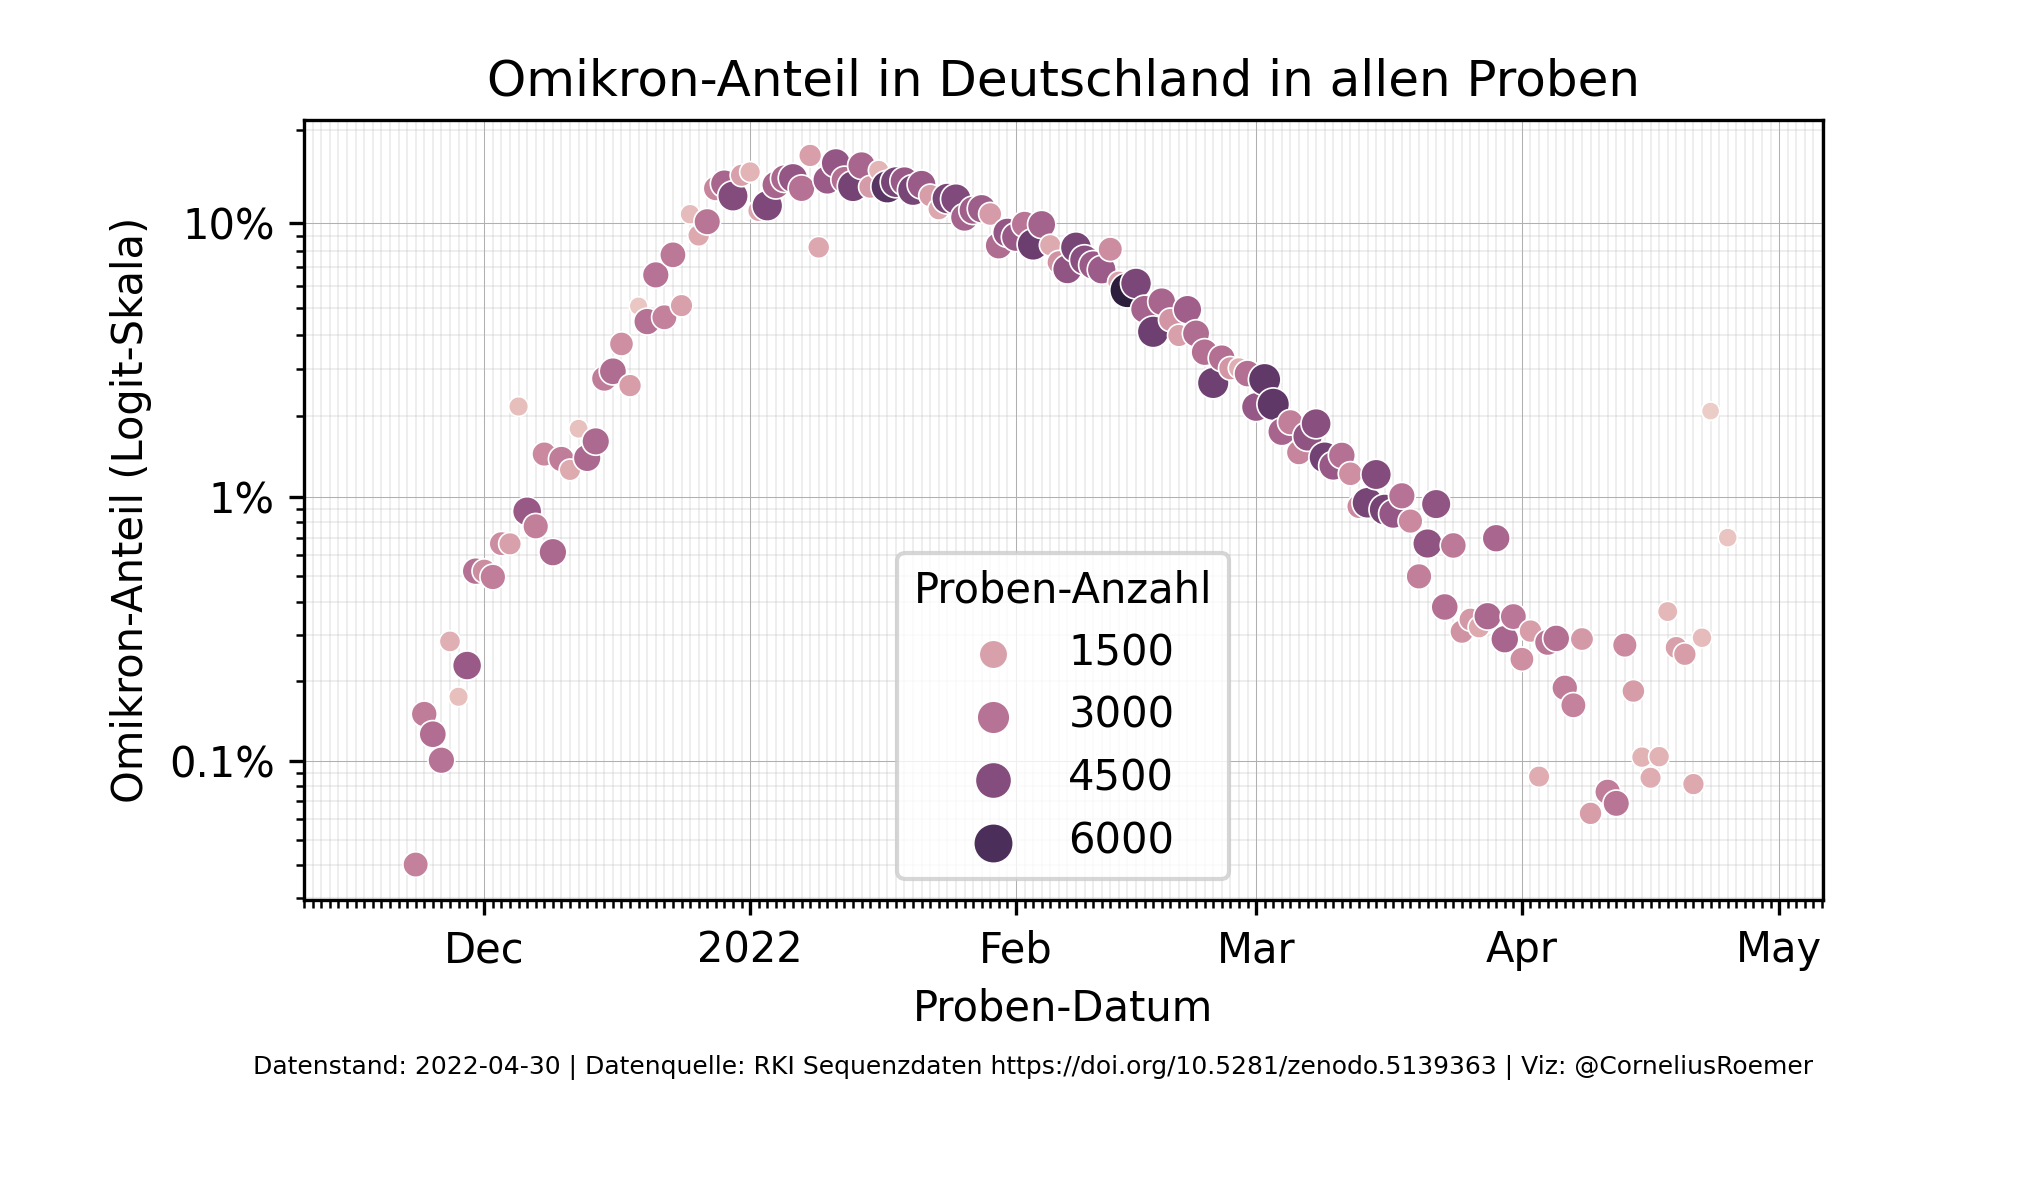 Omikron-Anteil in Deutschland in allen Proben
Omikron-Anteil (Logit-Skala)
10%
1%
0.1%
Proben-Anzahl
1500
3000
4500
6000
Dec 2022 Feb Mar Apr May
Proben-Datum
Datenstand: 2022-04-30 | Datenquelle: RKI Sequenzdaten https://doi.org/10.5281/zenodo.5139363 | Viz: @CorneliusRoemer